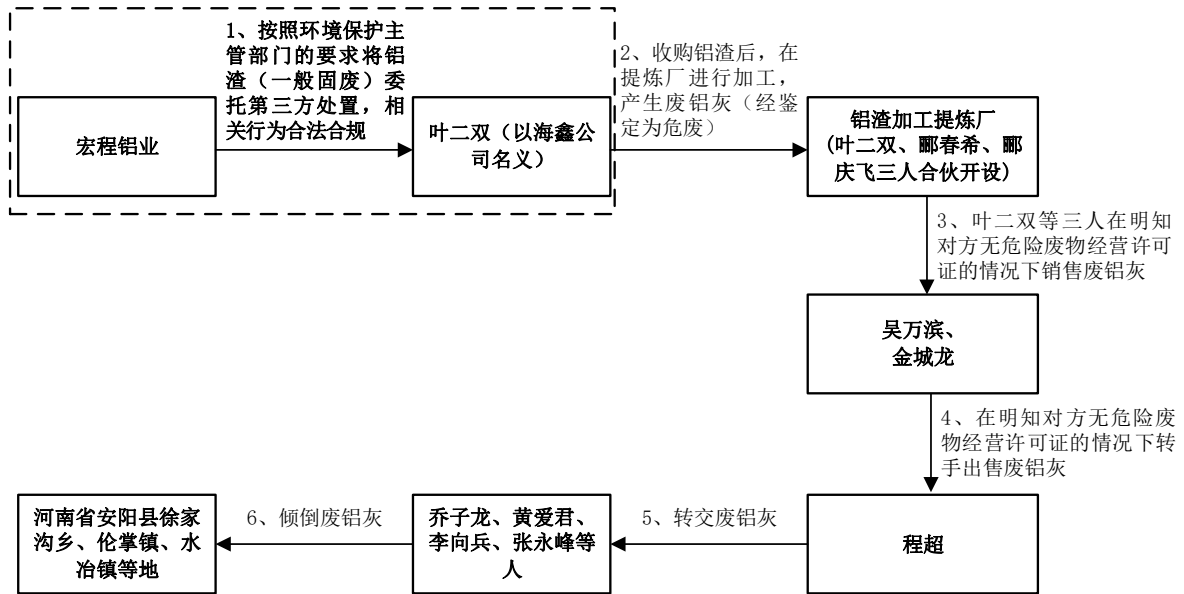 宏程铝业
1、按照环境保护主
管部门的要求将铝
渣（一般固废）委
托第三方处置，相
关行为合法合规
叶二双（以海鑫公
司名义）
2、收购铝渣后，在
提炼厂进行加工，
产生废铝灰（经鉴
定为危废）
铝渣加工提炼厂
(叶二双、郦春希、郦
庆飞三人合伙开设)
3、叶二双等三人在明知
对方无危险废物经营许可
证的情况下销售废铝灰
吴万滨、
金城龙
4、在明知对方无危险废
物经营许可证的情况下转
手出售废铝灰
程超
5、转交废铝灰
乔子龙、黄爱君、
李向兵、张永峰等
人
6、倾倒废铝灰
河南省安阳县徐家
沟乡、伦掌镇、水
冶镇等地